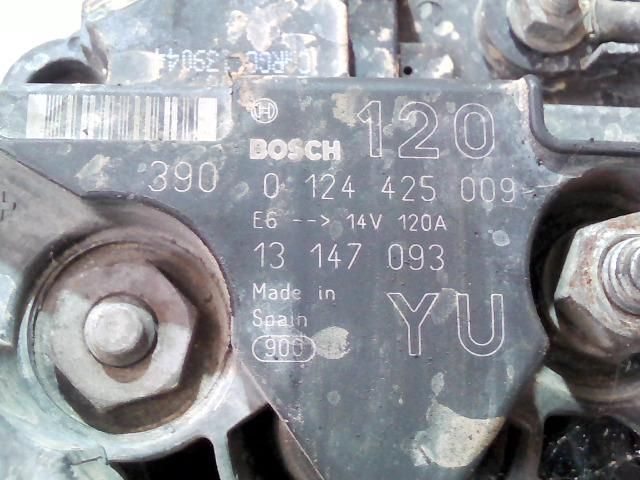 BOSCH 120
390 0 124 425 009
E6 --> 14V 120A
13 147 093
Made in
Spain
900
YU